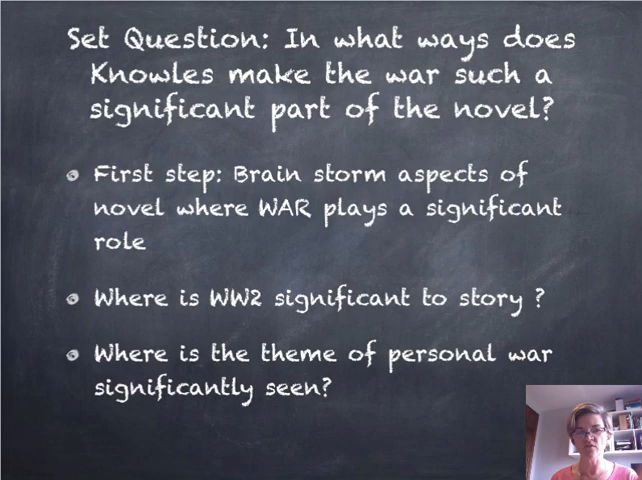 Set Question: In what ways does
Knowles make the war such a
significant part of the novel?
First step: Brain storm aspects of
novel where WAR plays a significant
role
Where is WW2 significant to story ?
Where is the theme of personal war
significantly seen?